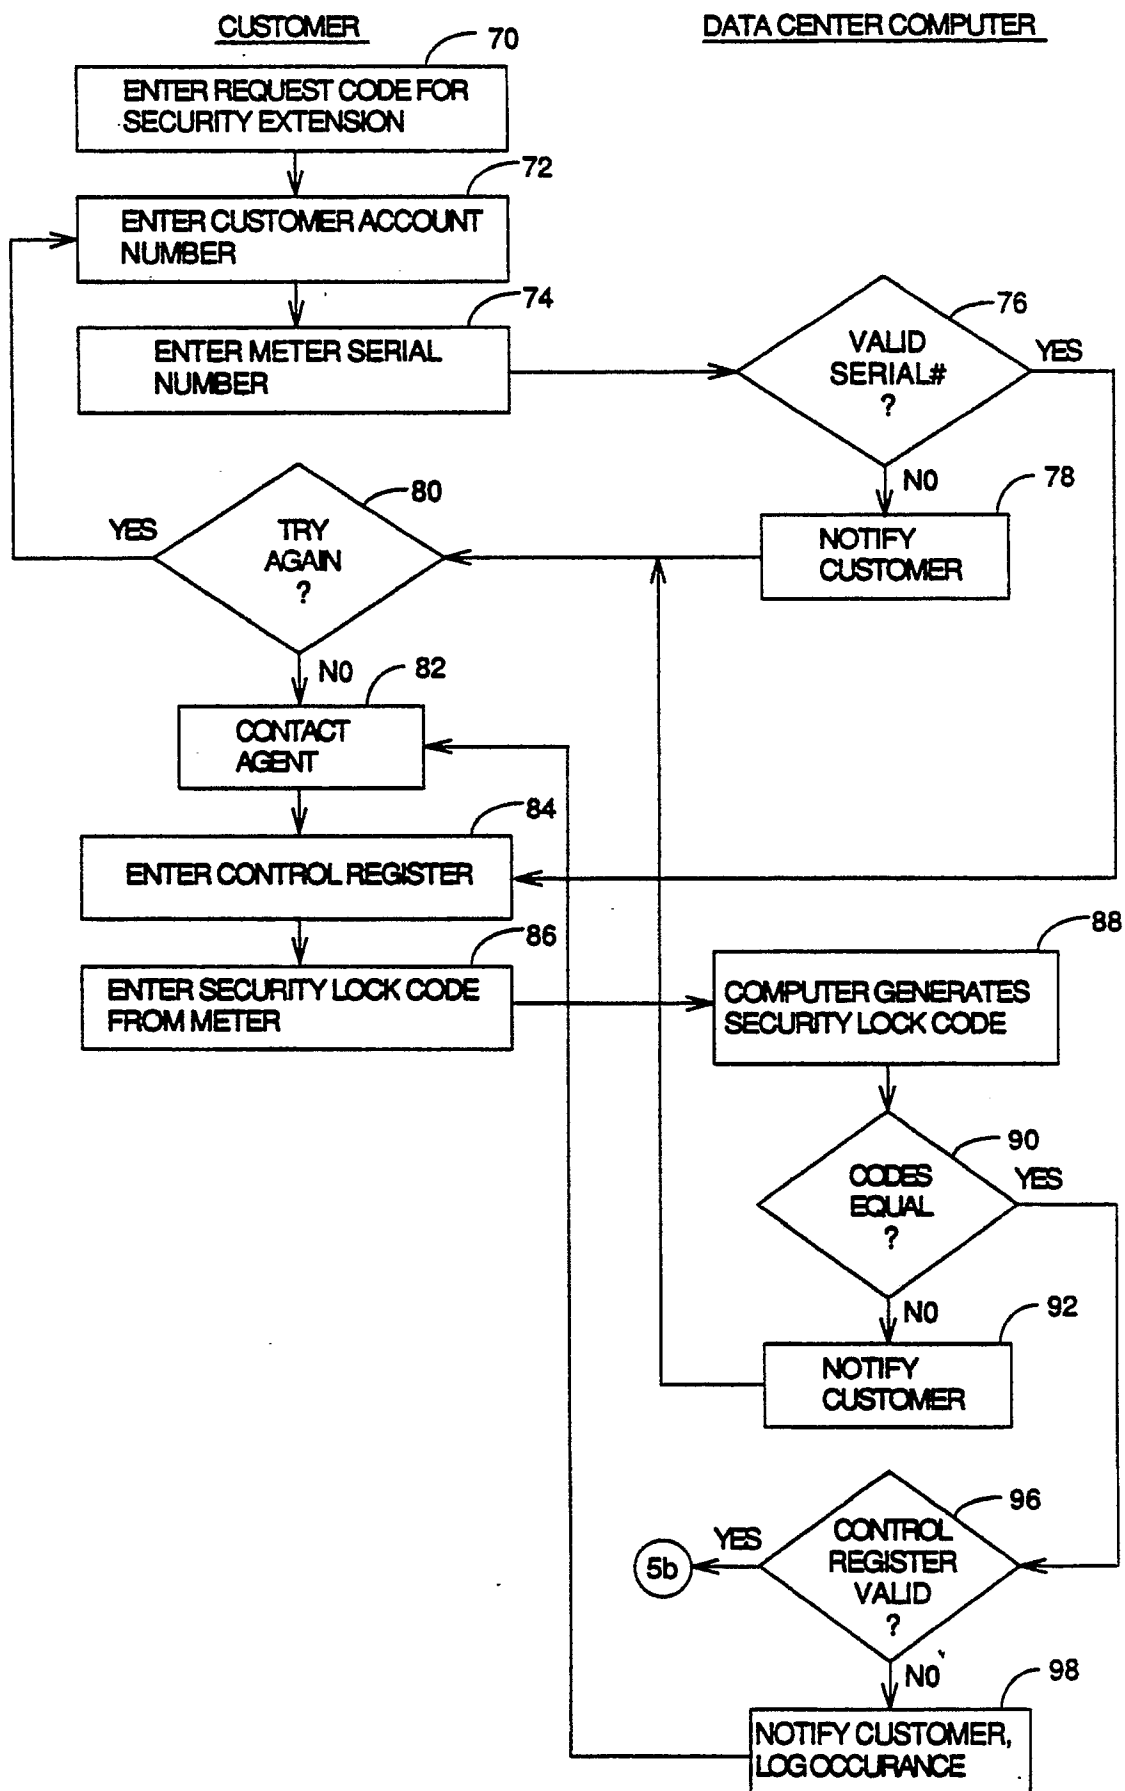 CUSTOMER
DATA CENTER COMPUTER
70
ENTER REQUEST CODE FOR
SECURITY EXTENSION
72
ENTER CUSTOMER ACCOUNT
NUMBER
74
ENTER METER SERIAL
NUMBER
76
VALID
SERIAL#
?
YES
NO
78
NOTIFY
CUSTOMER
80
YES
TRY
AGAIN
?
NO
82
CONTACT
AGENT
84
ENTER CONTROL REGISTER
86
ENTER SECURITY LOCK CODE
FROM METER
88
COMPUTER GENERATES
SECURITY LOCK CODE
90
CODES
EQUAL
?
YES
NO
92
NOTIFY
CUSTOMER
96
CONTROL
REGISTER
VALID
?
YES
5b
NO
98
NOTIFY CUSTOMER,
LOG OCCURANCE